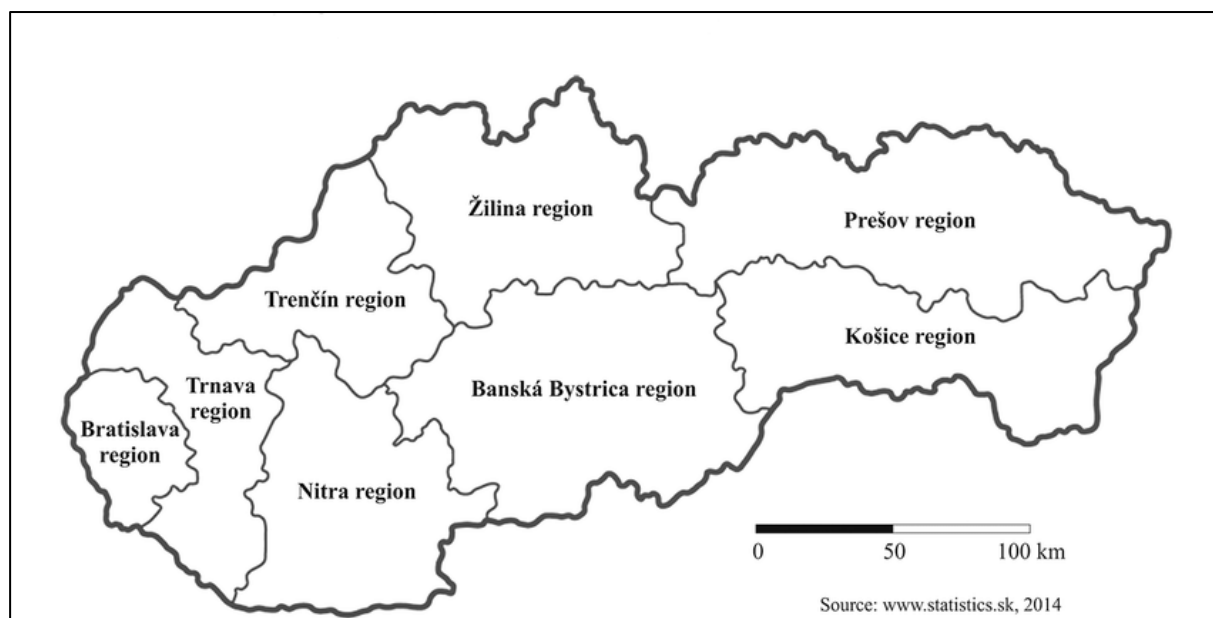 Žilina region
Prešov region
Trenčín region
Košice region
Trnava
region
Banská Bystrica region
Bratislava
region
Nitra region
0 50 100 km
Source: www.statistics.sk, 2014